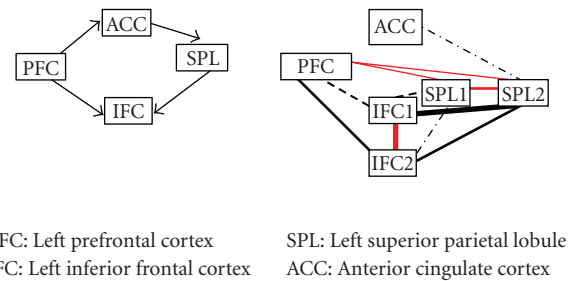 ACC
PFC
SPL
IFC
ACC
PFC
SPL1
SPL2
IFC1
IFC2
FC: Left prefrontal cortex
SPL: Left superior parietal lobule
FC: Left inferior frontal cortex
ACC: Anterior cingulate cortex